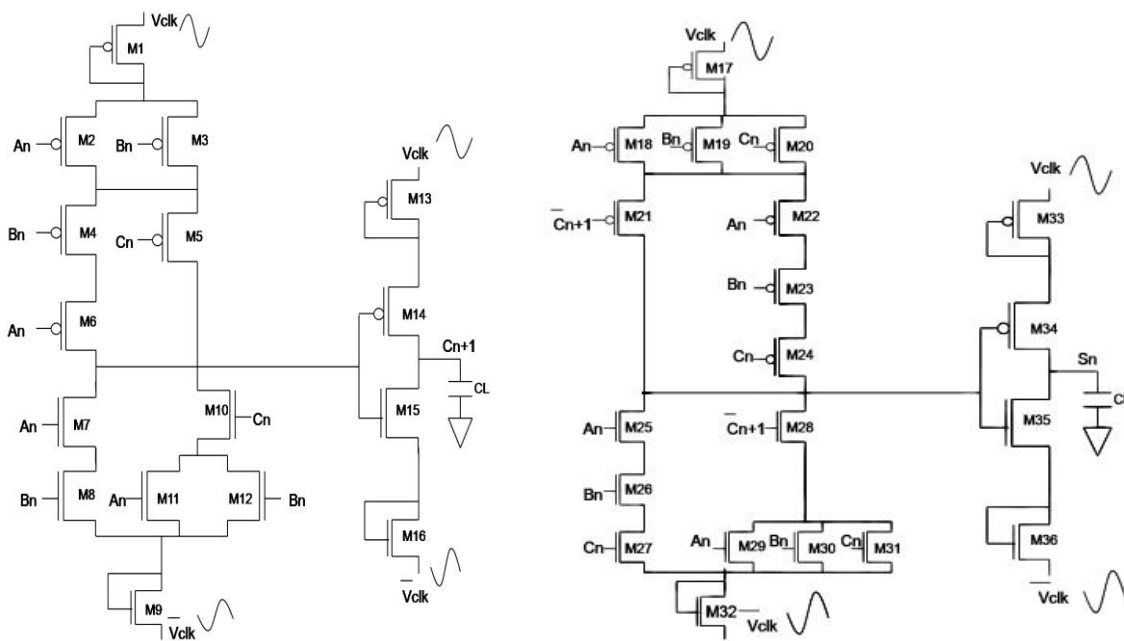 Vclk
M1
An
M2
Bn
M3
Bn
M4
Cn
M5
An
M6
An
M7
M10
Cn
Bn
M8
An
M11
M12
Bn
M9
Vclk
Vclk
M13
M14
Cn+1
CL
M15
M16
Vclk
Vclk
M17
An
M18
Bn
M19
Cn
M20
Cn+1
M21
M22
An
Bn
M23
Cn
M24
An
M25
Cn+1
M28
Bn
M26
Cn
M27
An
M29
Bn
M30
Cn
M31
M32
Vclk
Vclk
M33
M34
Sn
M35
M36
Vclk